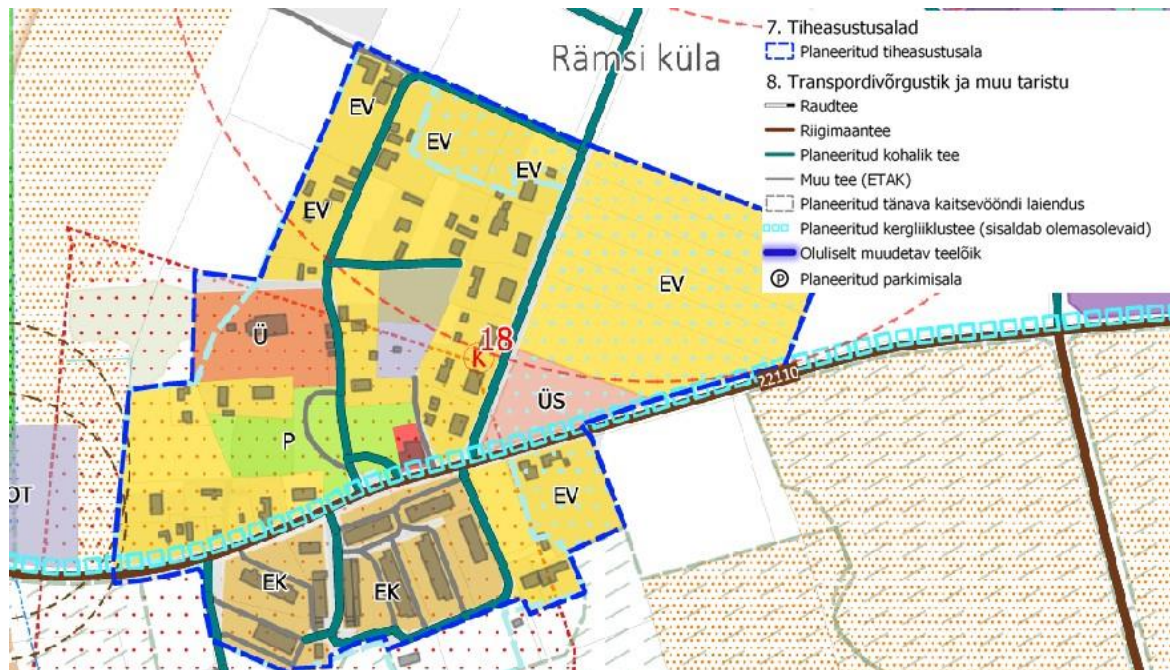 7. Tiheasustusalad
Planeeritud tiheasustusala
8. Transpordivõrgustik ja muu taristu
Raudtee
Riigimaantee
Planeeritud kohalik tee
Muu tee (ETAK)
Planeeritud tänava kaitsevööndi laiendus
Planeeritud kergliiklustee (sisaldab olemasolevaid)
Oluliselt muudetav teelõik
P Planeeritud parkimisala
Rämsi küla
EV
EV
EV
EV
EV
Ü
18
K
22110
ÜS
P
EV
OT
EK
EK